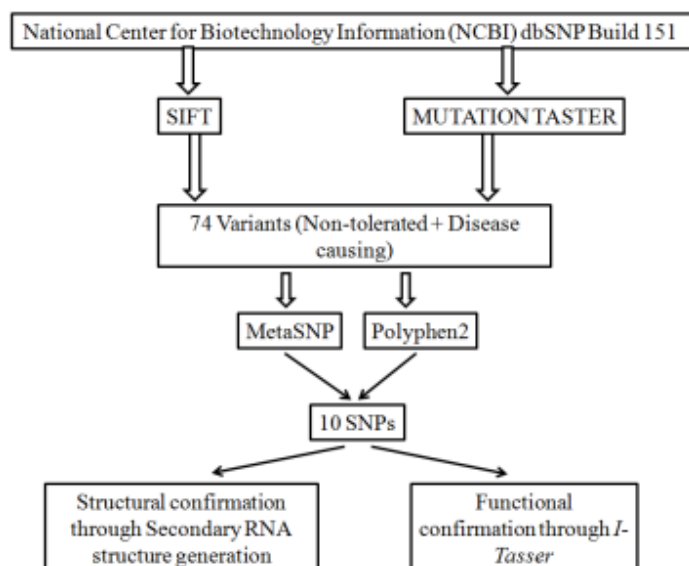 National Center for Biotechnology Information (NCBI) dbSNP Build 151
SIFT
MUTATION TASTER
74 Variants (Non-tolerated + Disease
causing)
MetaSNP
Polyphen2
10 SNPs
Structural confirmation
through Secondary RNA
structure generation
Functional
confirmation through I-
Tasser